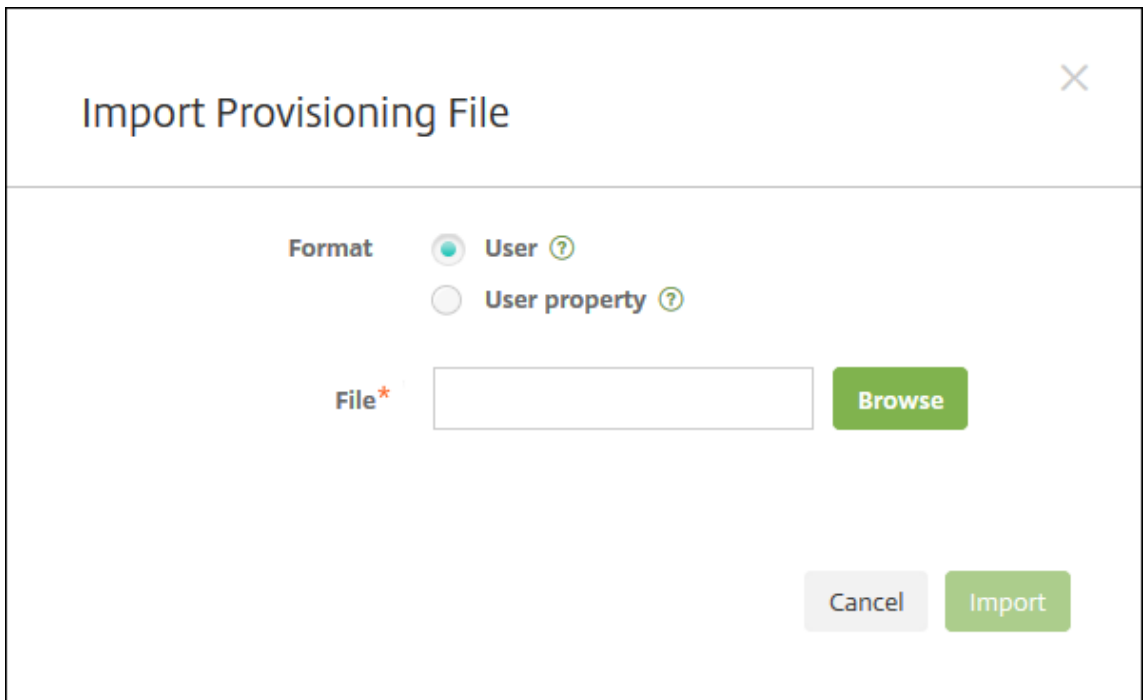 Import Provisioning File
Format User ?
User property ?
File* Browse
Cancel Import